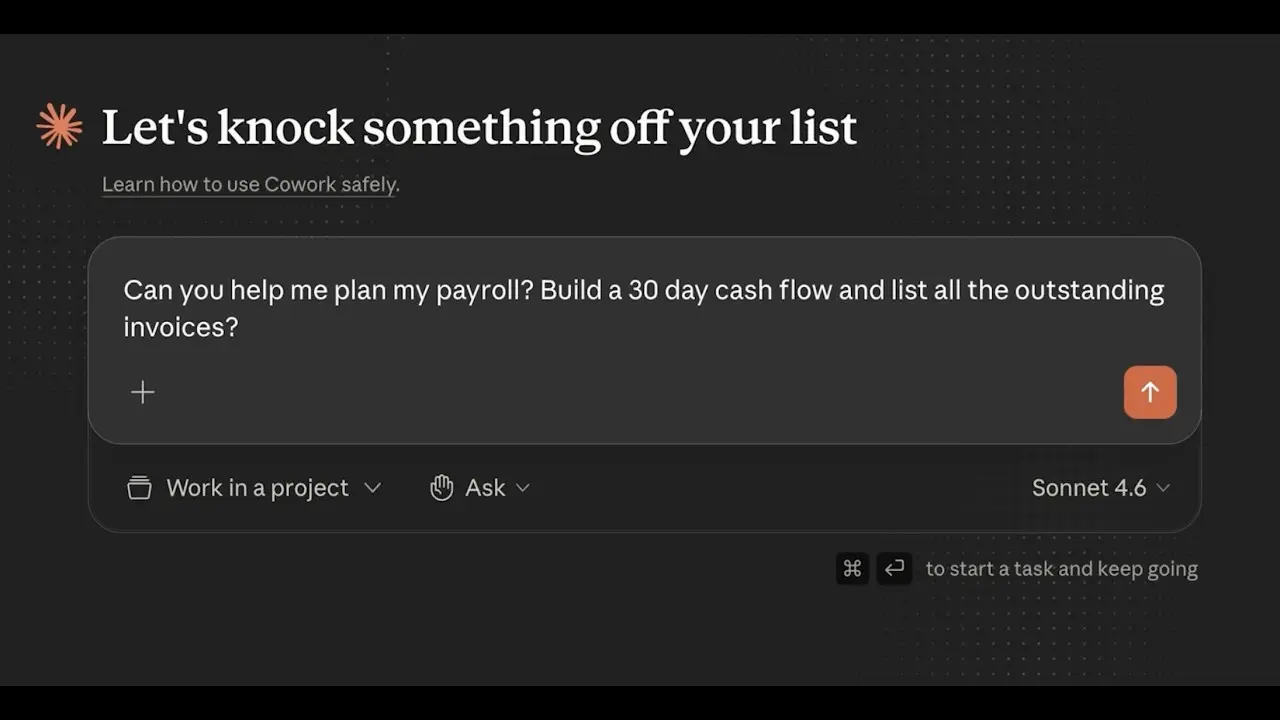 Let's knock something off your list
Learn how to use Cowork safely.
Can you help me plan my payroll? Build a 30 day cash flow and list all the outstanding
invoices?
Work in a project
Ask
Sonnet 4.6
⌘ ↵ to start a task and keep going